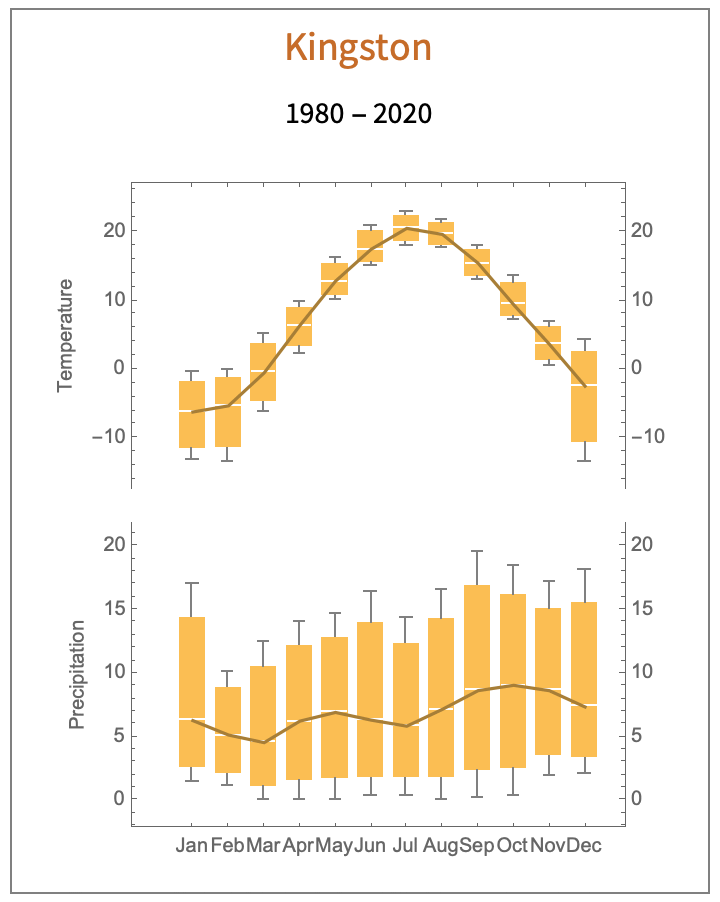 Kingston
1980 – 2020
Temperature
20 20
10 10
0 0
−10 −10
Precipitation
20 20
15 15
10 10
5 5
0 0
Jan Feb Mar Apr May Jun Jul Aug Sep Oct Nov Dec